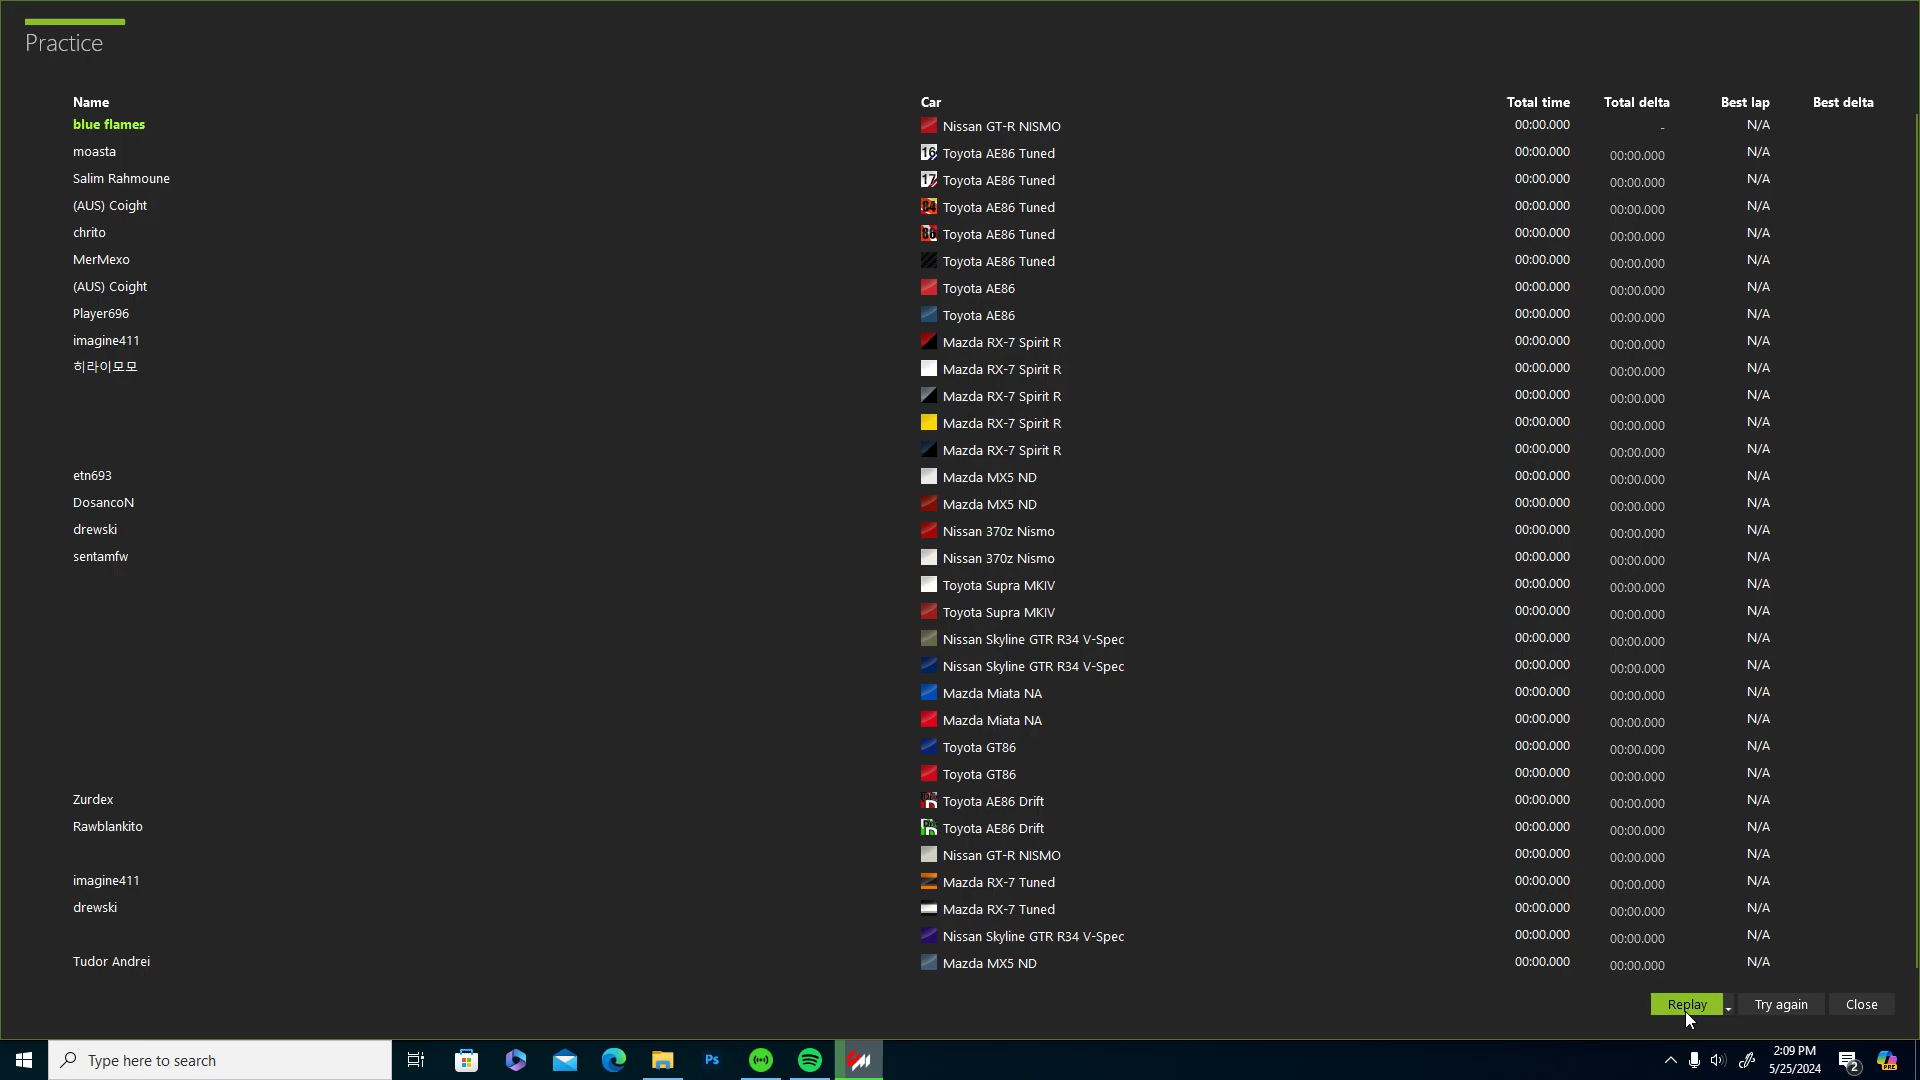 Practice
Name Car Total time Total delta Best lap Best delta
blue flames Nissan GT-R NISMO 00:00.000 - N/A
moasta 16 Toyota AE86 Tuned 00:00.000 00:00.000 N/A
Salim Rahmoune 17 Toyota AE86 Tuned 00:00.000 00:00.000 N/A
(AUS) Coight Toyota AE86 Tuned 00:00.000 00:00.000 N/A
chrito 86 Toyota AE86 Tuned 00:00.000 00:00.000 N/A
MerMexo Toyota AE86 Tuned 00:00.000 00:00.000 N/A
(AUS) Coight Toyota AE86 00:00.000 00:00.000 N/A
Player696 Toyota AE86 00:00.000 00:00.000 N/A
imagine411 Mazda RX-7 Spirit R 00:00.000 00:00.000 N/A
히라이모모 Mazda RX-7 Spirit R 00:00.000 00:00.000 N/A
Mazda RX-7 Spirit R 00:00.000 00:00.000 N/A
Mazda RX-7 Spirit R 00:00.000 00:00.000 N/A
Mazda RX-7 Spirit R 00:00.000 00:00.000 N/A
etn693 Mazda MX5 ND 00:00.000 00:00.000 N/A
DosancoN Mazda MX5 ND 00:00.000 00:00.000 N/A
drewski Nissan 370z Nismo 00:00.000 00:00.000 N/A
sentamfw Nissan 370z Nismo 00:00.000 00:00.000 N/A
Toyota Supra MKIV 00:00.000 00:00.000 N/A
Toyota Supra MKIV 00:00.000 00:00.000 N/A
Nissan Skyline GTR R34 V-Spec 00:00.000 00:00.000 N/A
Nissan Skyline GTR R34 V-Spec 00:00.000 00:00.000 N/A
Mazda Miata NA 00:00.000 00:00.000 N/A
Mazda Miata NA 00:00.000 00:00.000 N/A
Toyota GT86 00:00.000 00:00.000 N/A
Toyota GT86 00:00.000 00:00.000 N/A
Zurdex Toyota AE86 Drift 00:00.000 00:00.000 N/A
Rawblankito Toyota AE86 Drift 00:00.000 00:00.000 N/A
Nissan GT-R NISMO 00:00.000 00:00.000 N/A
imagine411 Mazda RX-7 Tuned 00:00.000 00:00.000 N/A
drewski Mazda RX-7 Tuned 00:00.000 00:00.000 N/A
Nissan Skyline GTR R34 V-Spec 00:00.000 00:00.000 N/A
Tudor Andrei Mazda MX5 ND 00:00.000 00:00.000 N/A
Replay Try again Close
Type here to search Ps 2:09 PM
5/25/2024 2 PRE